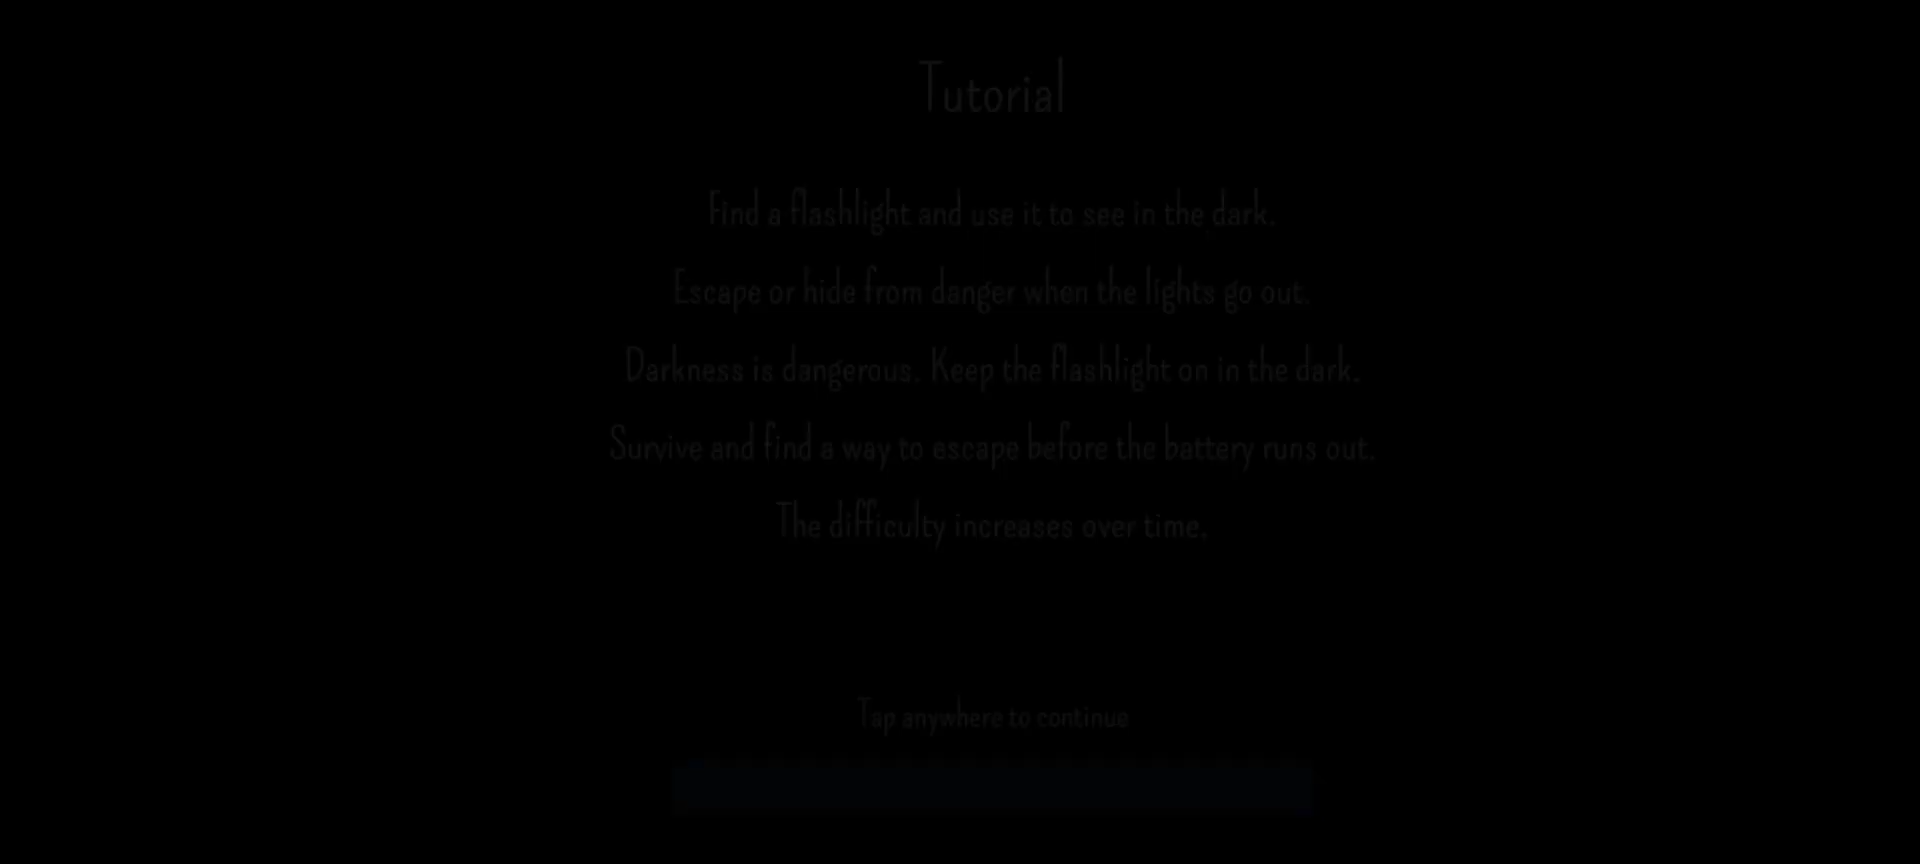 Tutorial
Find a flashlight and use it to see in the dark.
Escape or hide from danger when the lights go out.
Darkness is dangerous. Keep the flashlight on in the dark.
Survive and find a way to escape before the battery runs out.
The difficulty increases over time.
Tap anywhere to continue